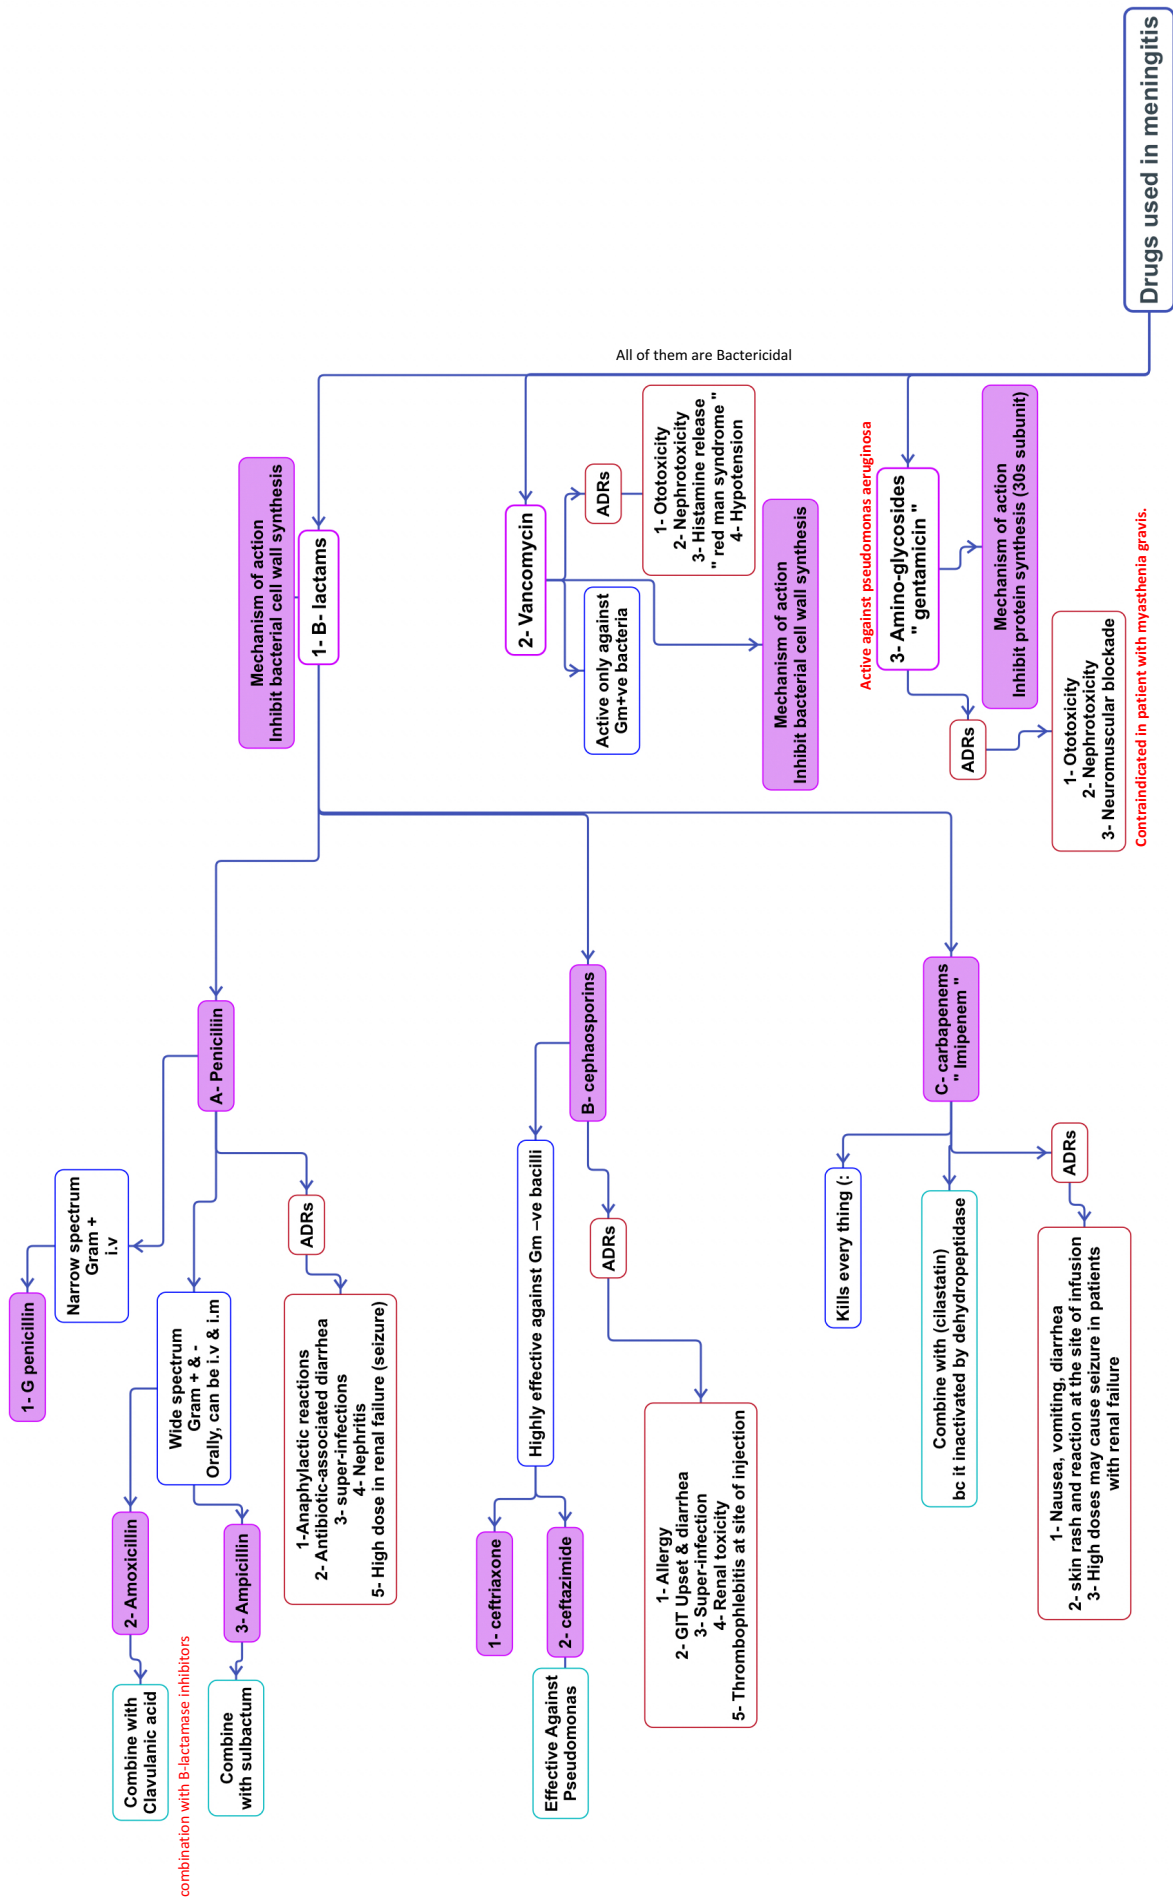 Drugs used in meningitis
All of them are Bactericidal
Mechanism of action
Inhibit bacterial cell wall synthesis
1- B- lactams
A- Penicillin
Narrow spectrum
Gram +
i.v
1- G penicillin
Wide spectrum
Gram + & -
Orally, can be i.v & i.m
2- Amoxicillin
Combine with
Clavulanic acid
combination with B-lactamase inhibitors
3- Ampicillin
Combine
with sulbactum
ADRs
1-Anaphylactic reactions
2- Antibiotic-associated diarrhea
3- super-infections
4- Nephritis
5- High dose in renal failure (seizure)
B- cephaosporins
Highly effective against Gm –ve bacilli
1- ceftriaxone
2- ceftazimide
Effective Against
Pseudomonas
ADRs
1- Allergy
2- GIT Upset & diarrhea
3- Super-infection
4- Renal toxicity
5- Thrombophlebitis at site of injection
C- carbapenems
" Imipenem "
Kills every thing (:
Combine with (cilastatin)
bc it inactivated by dehydropeptidase
ADRs
1- Nausea, vomiting, diarrhea
2- skin rash and reaction at the site of infusion
3- High doses may cause seizure in patients
with renal failure
2- Vancomycin
ADRs
1- Ototoxicity
2- Nephrotoxicity
3- Histamine release
" red man syndrome "
4- Hypotension
Active only against
Gm+ve bacteria
Mechanism of action
Inhibit bacterial cell wall synthesis
Active against pseudomonas aeruginosa
3- Amino-glycosides
" gentamicin "
Mechanism of action
Inhibit protein synthesis (30s subunit)
ADRs
1- Ototoxicity
2- Nephrotoxicity
3- Neuromuscular blockade
Contraindicated in patient with myasthenia gravis.